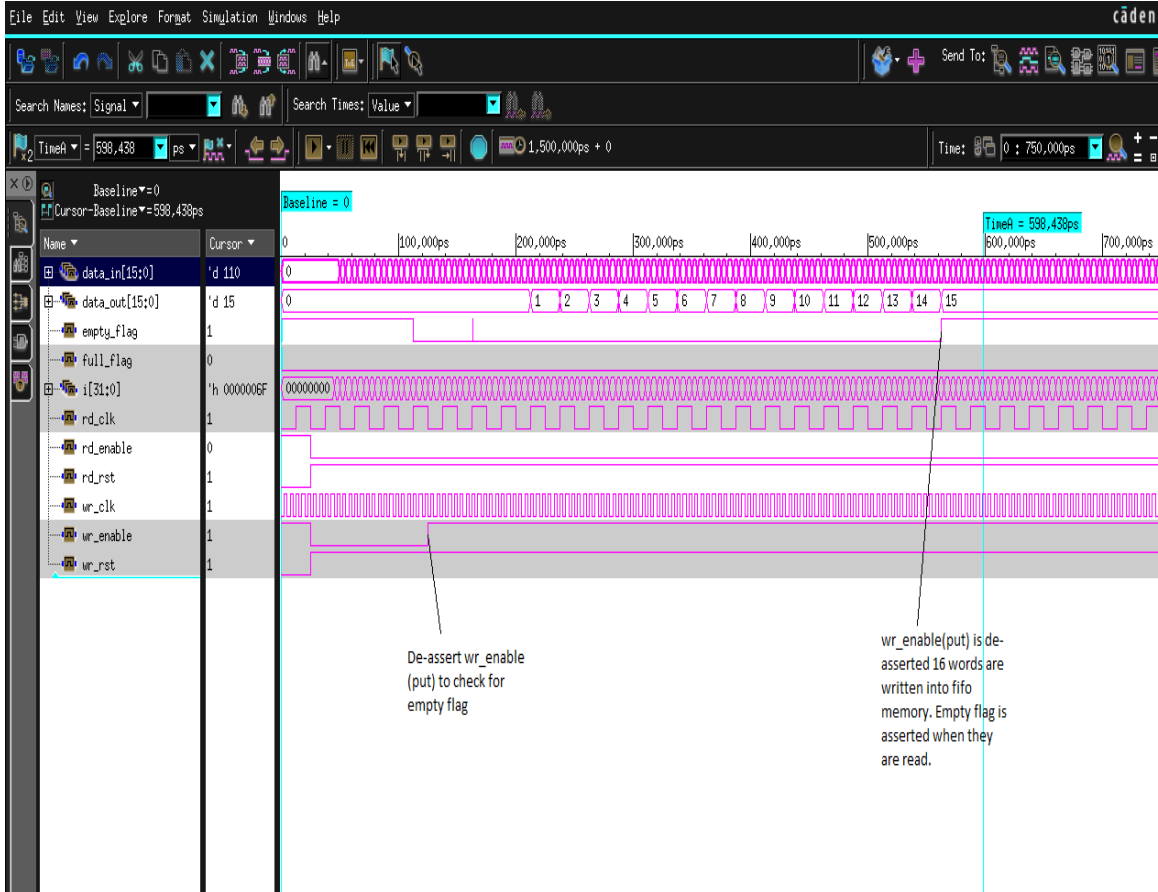 File Edit View Explore Format Simulation Windows Help cāden
Send To:
Search Names: Signal Search Times: Value
TimeA = 598,438 ps 1,500,000ps + 0 Time: 0 : 750,000ps
Baseline=0
Cursor-Baseline=598,438ps
Baseline = 0
TimeA = 598,438ps
Name Cursor 0 100,000ps 200,000ps 300,000ps 400,000ps 500,000ps 600,000ps 700,000ps
data_in[15:0] 'd 110 0
data_out[15:0] 'd 15 0 1 2 3 4 5 6 7 8 9 10 11 12 13 14 15
empty_flag 1
full_flag 0
i[31:0] 'h 0000006F 00000000
rd_clk 1
rd_enable 0
rd_rst 1
wr_clk 1
wr_enable 1
wr_rst 1
De-assert wr_enable
(put) to check for
empty flag
wr_enable(put) is de-
asserted 16 words are
written into fifo
memory. Empty flag is
asserted when they
are read.